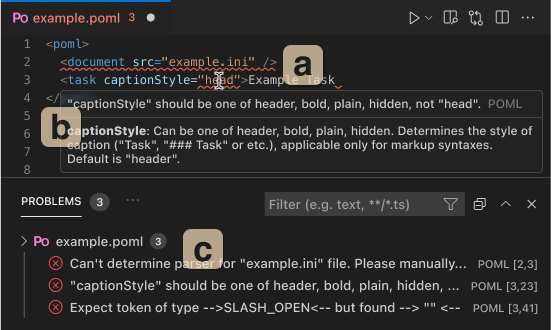 Po example.poml 3
1 <poml>
2 <document src="example.ini" />
a
3 <task captionStyle="head">Example Task
4 </
"captionStyle" should be one of header, bold, plain, hidden, not "head". POML
5
b
6 captionStyle: Can be one of header, bold, plain, hidden. Determines the style of
7 caption ("Task", "### Task" or etc.), applicable only for markup syntaxes.
8 Default is "header".
PROBLEMS 3 ...
Filter (e.g. text, **/*.ts)
Po example.poml 3
c
Can't determine parser for "example.ini" file. Please manually... POML [2,3]
"captionStyle" should be one of header, bold, plain, hidden, ... POML [3,23]
Expect token of type -->SLASH_OPEN<-- but found --> "" <-- POML [3,41]